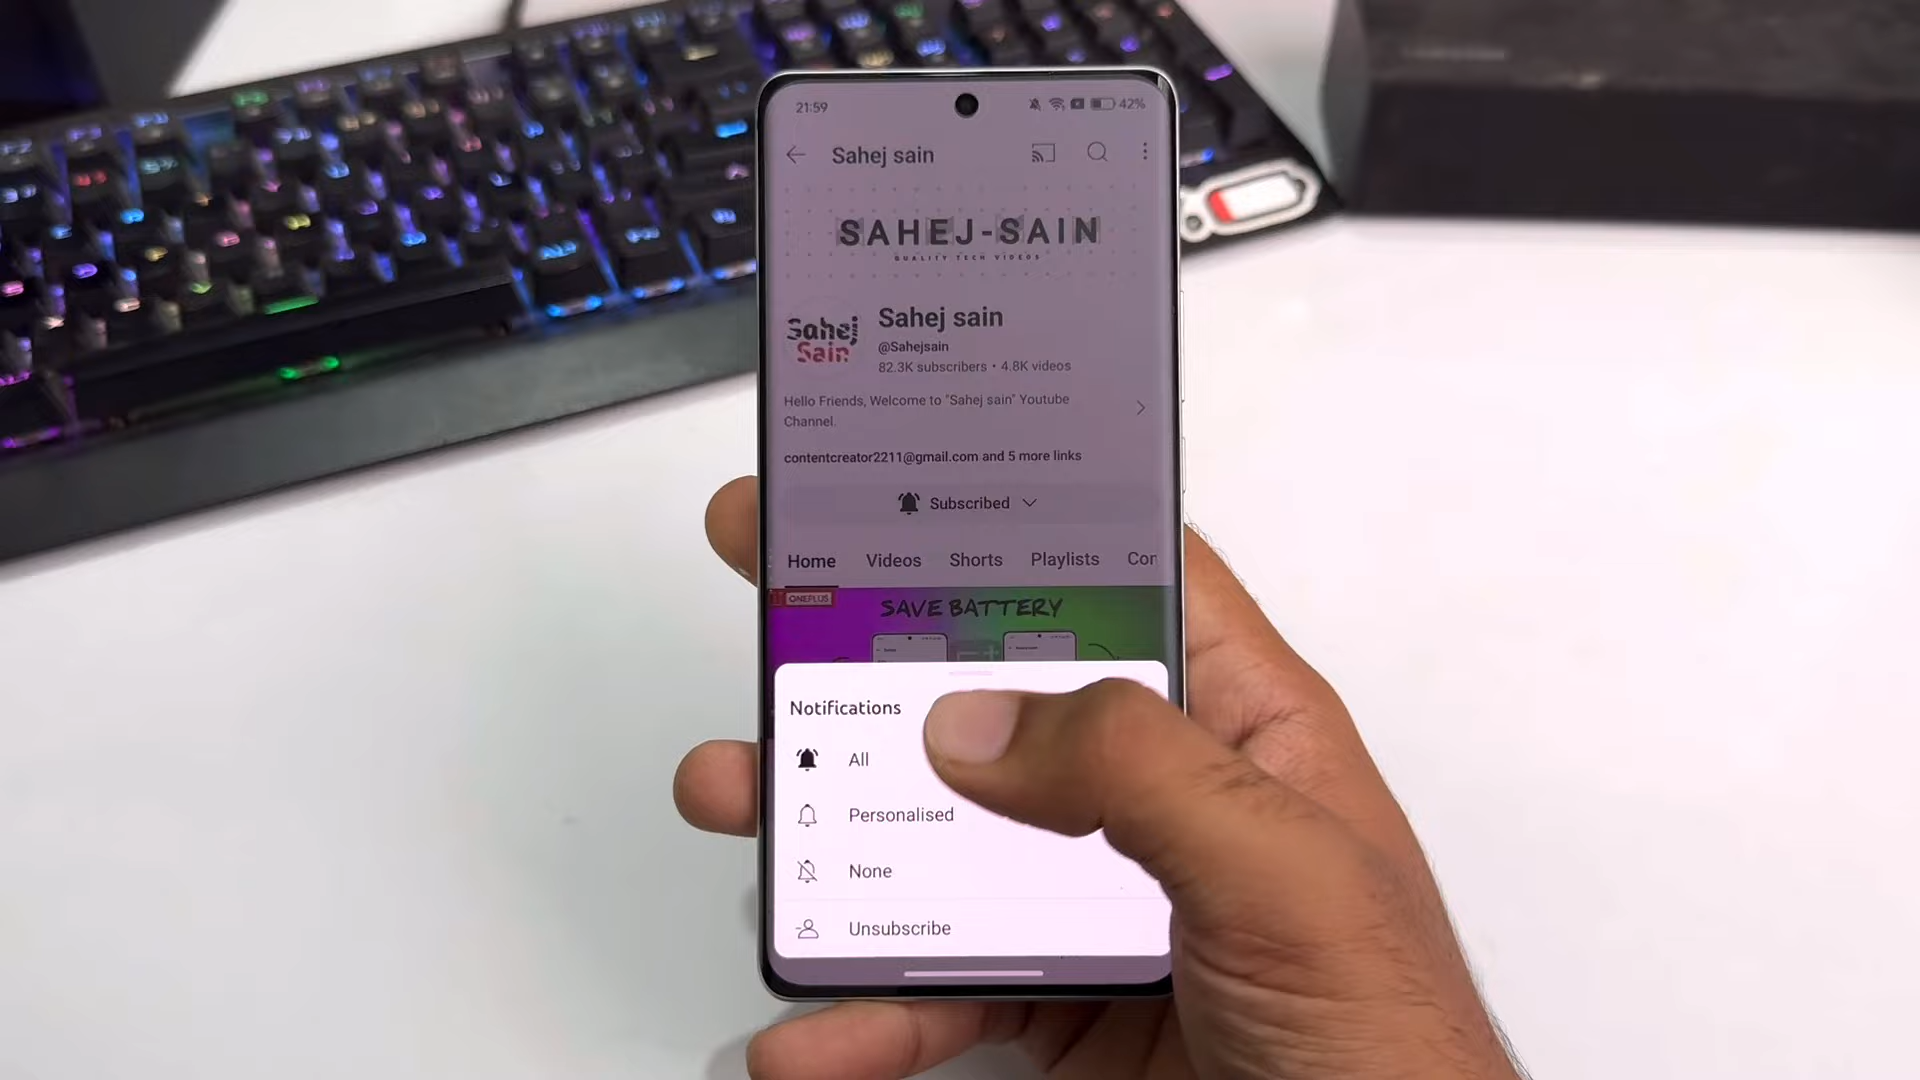 21:59
42%
Sahej sain
SAHEJ-SAIN
QUALITY TECH VIDEOS
Sahej
Sain
Sahej sain
@Sahejsain
82.3K subscribers • 4.8K videos
Hello Friends, Welcome to "Sahej sain" Youtube
Channel.
contentcreator2211@gmail.com and 5 more links
Subscribed
Home Videos Shorts Playlists Con
ONEPLUS
SAVE BATTERY
Notifications
All
Personalised
None
Unsubscribe